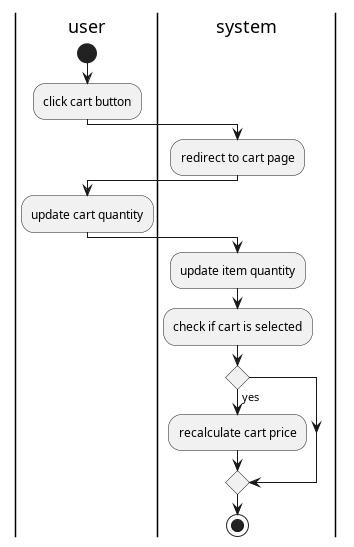 user
system
click cart button
redirect to cart page
update cart quantity
update item quantity
check if cart is selected
yes
recalculate cart price